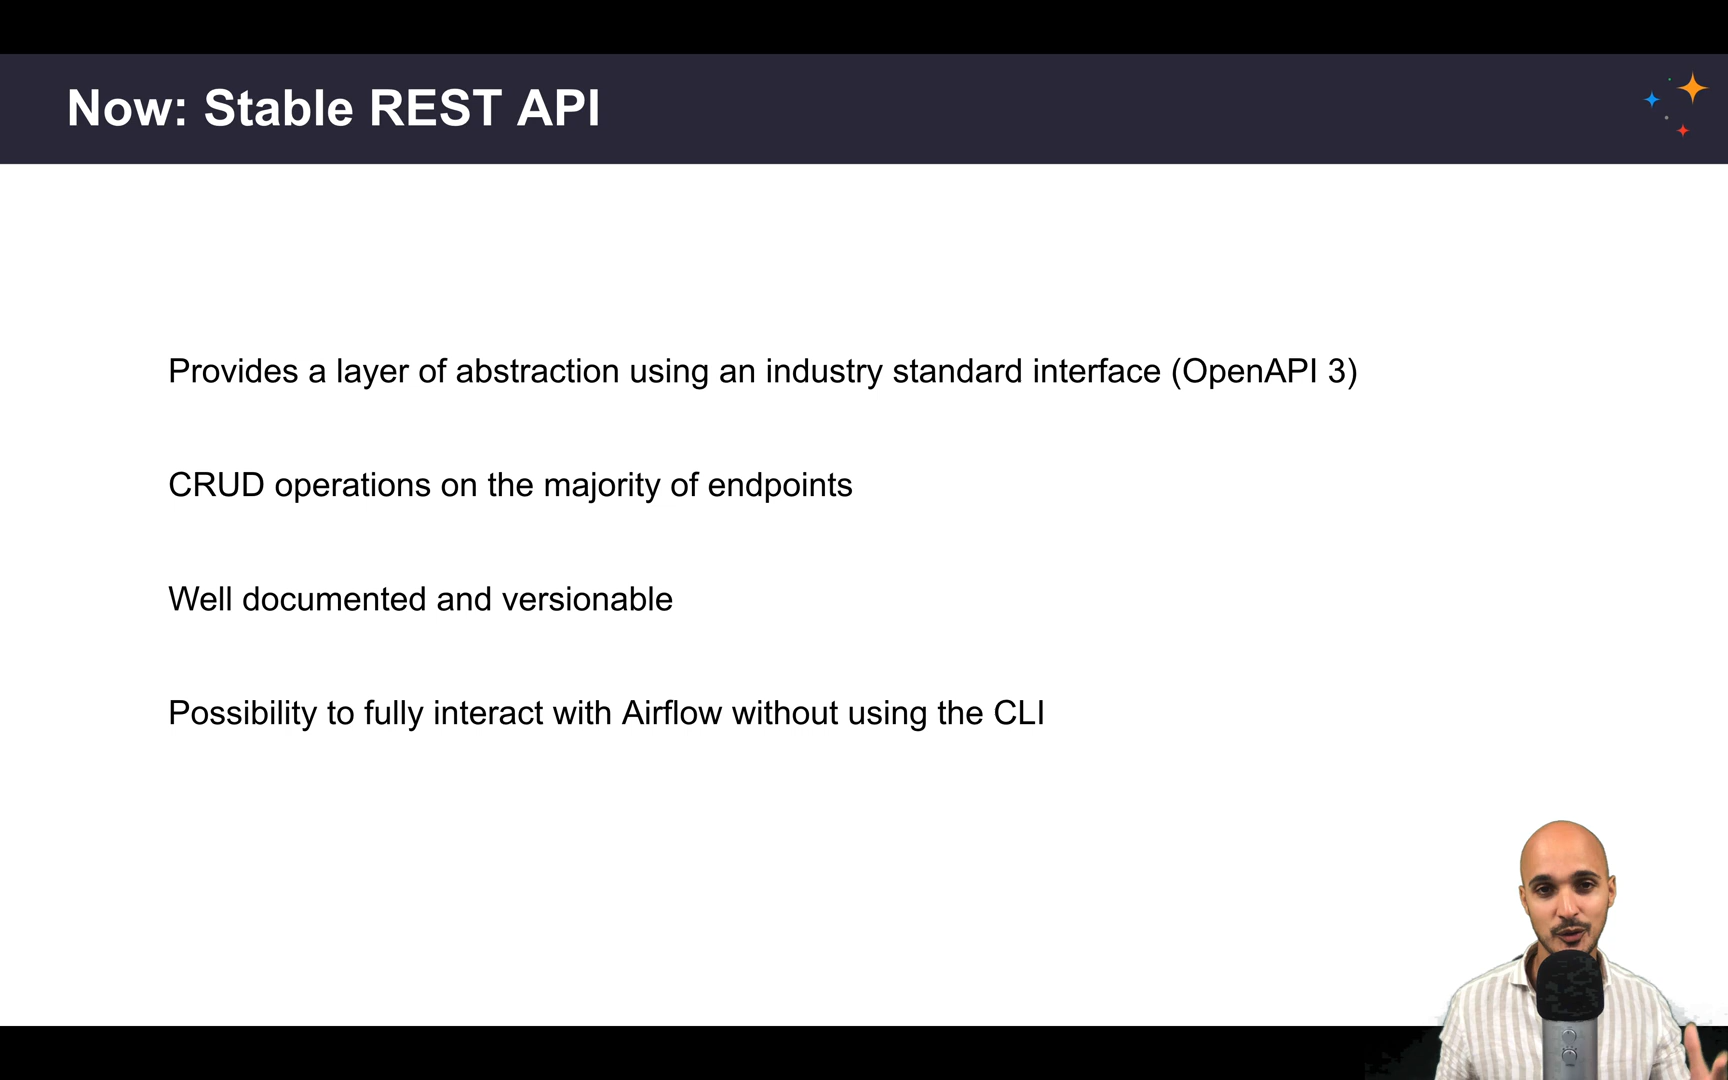 Now: Stable REST API
Provides a layer of abstraction using an industry standard interface (OpenAPI 3)
CRUD operations on the majority of endpoints
Well documented and versionable
Possibility to fully interact with Airflow without using the CLI